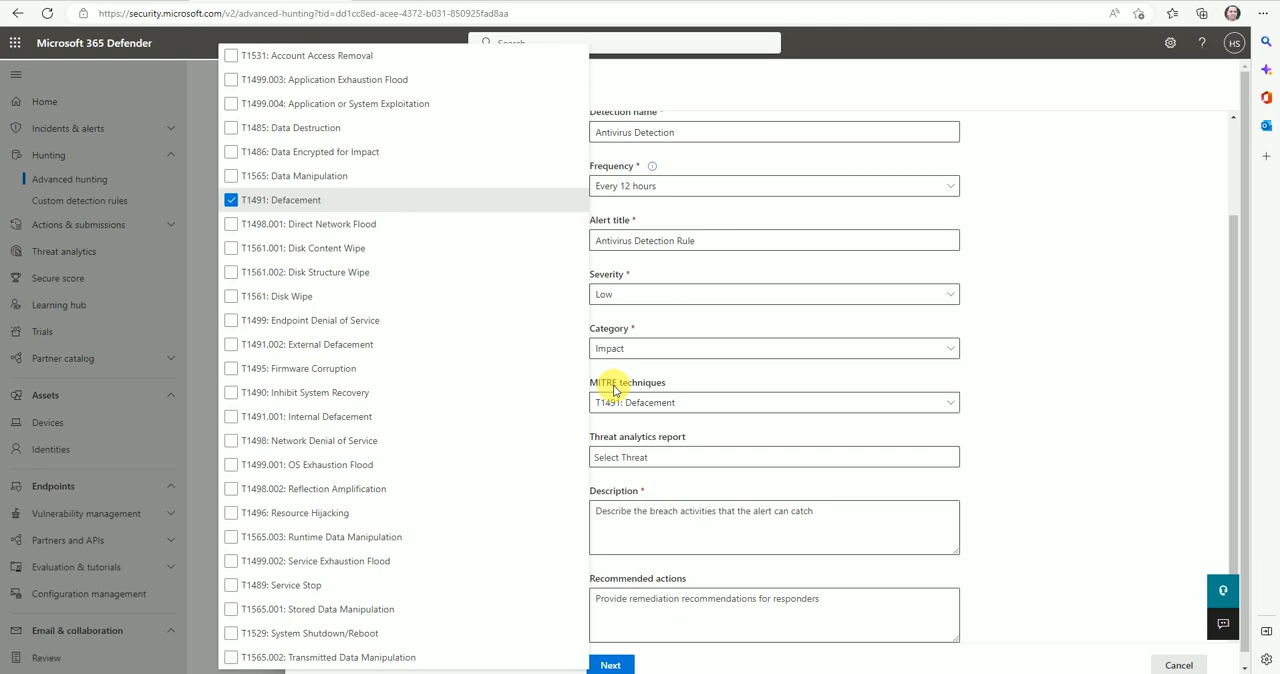 https://security.microsoft.com/v2/advanced-hunting?tid=dd1cc8ed-acee-4372-b031-850925fad8aa
Microsoft 365 Defender
Search
HS
Home
Incidents & alerts
Hunting
Advanced hunting
Custom detection rules
Actions & submissions
Threat analytics
Secure score
Learning hub
Trials
Partner catalog
Assets
Devices
Identities
Endpoints
Vulnerability management
Partners and APIs
Evaluation & tutorials
Configuration management
Email & collaboration
Review
T1531: Account Access Removal
T1499.003: Application Exhaustion Flood
T1499.004: Application or System Exploitation
T1485: Data Destruction
T1486: Data Encrypted for Impact
T1565: Data Manipulation
T1491: Defacement
T1498.001: Direct Network Flood
T1561.001: Disk Content Wipe
T1561.002: Disk Structure Wipe
T1561: Disk Wipe
T1499: Endpoint Denial of Service
T1491.002: External Defacement
T1495: Firmware Corruption
T1490: Inhibit System Recovery
T1491.001: Internal Defacement
T1498: Network Denial of Service
T1499.001: OS Exhaustion Flood
T1498.002: Reflection Amplification
T1496: Resource Hijacking
T1565.003: Runtime Data Manipulation
T1499.002: Service Exhaustion Flood
T1489: Service Stop
T1565.001: Stored Data Manipulation
T1529: System Shutdown/Reboot
T1565.002: Transmitted Data Manipulation
Detection name *
Antivirus Detection
Frequency *
Every 12 hours
Alert title *
Antivirus Detection Rule
Severity *
Low
Category *
Impact
MITRE techniques
T1491: Defacement
Threat analytics report
Select Threat
Description *
Describe the breach activities that the alert can catch
Recommended actions
Provide remediation recommendations for responders
Next
Cancel